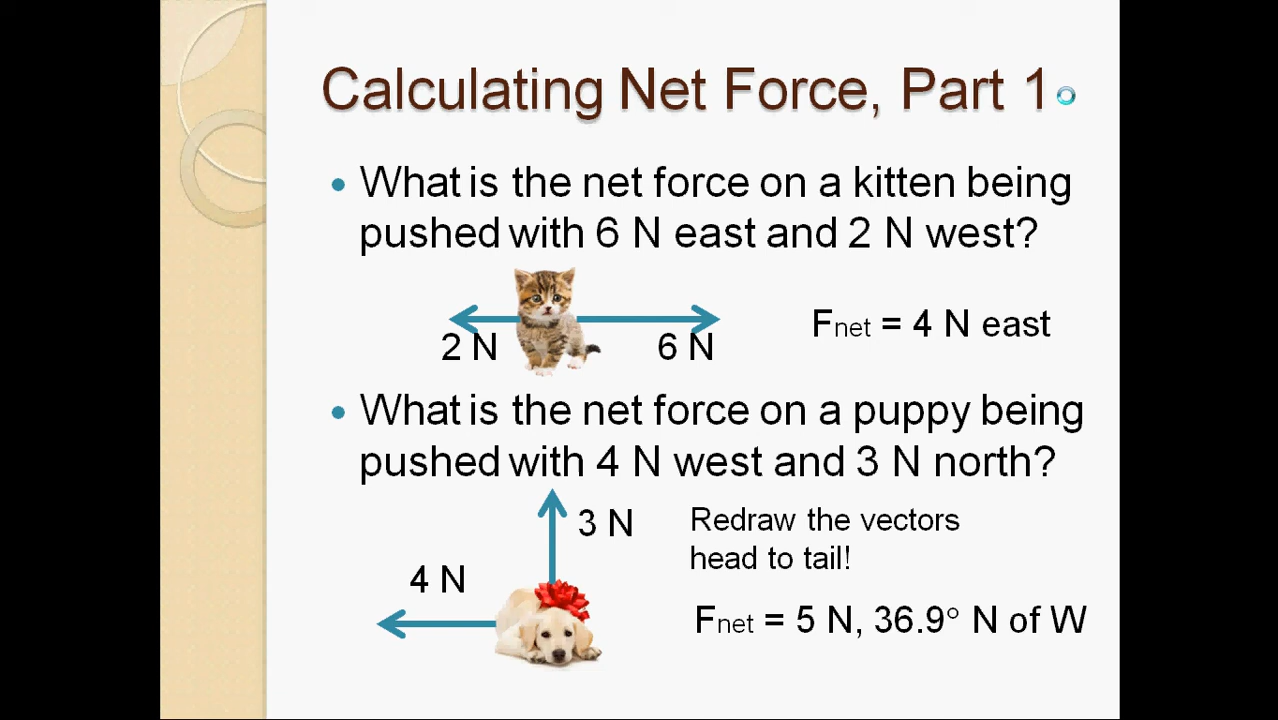 Calculating Net Force, Part 1
• What is the net force on a kitten being
pushed with 6 N east and 2 N west?
2 N
6 N
Fnet = 4 N east
• What is the net force on a puppy being
pushed with 4 N west and 3 N north?
3 N
4 N
Redraw the vectors
head to tail!
Fnet = 5 N, 36.9° N of W